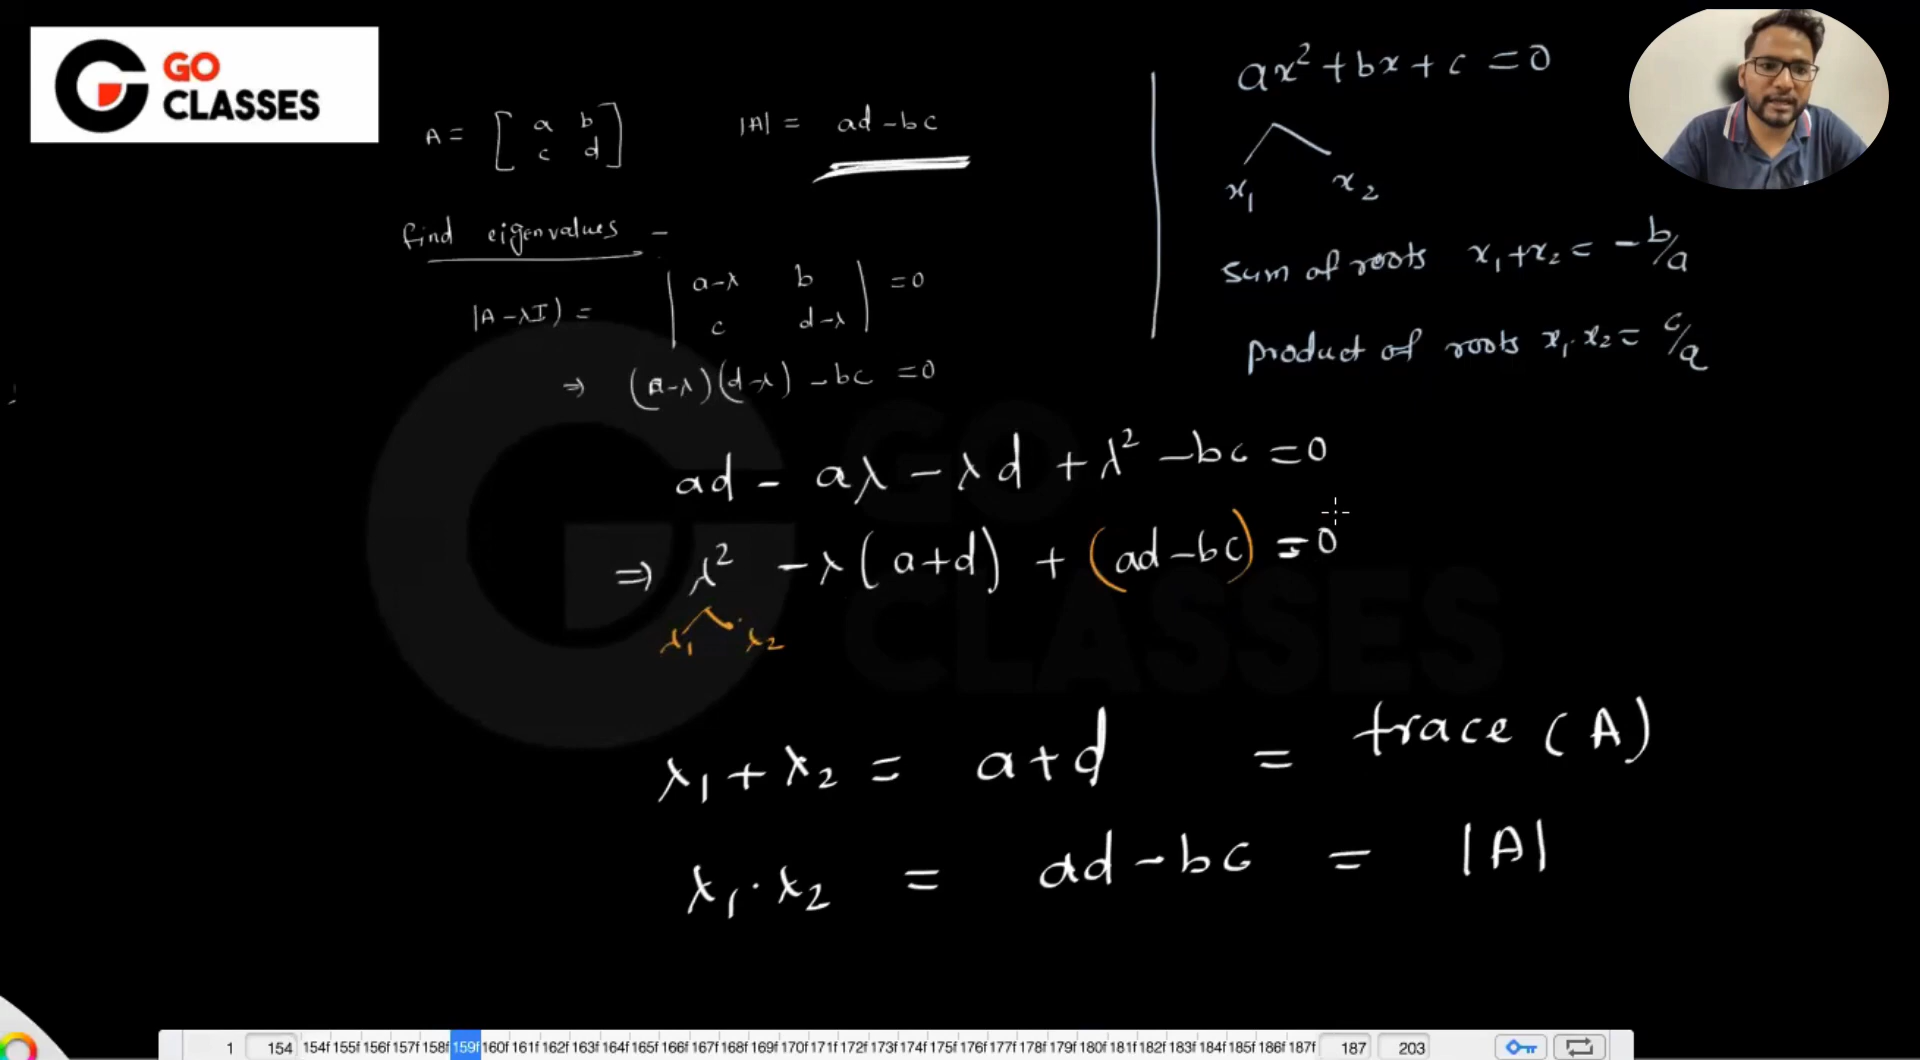 GO
CLASSES
A = [ a b
c d ]
|A| = ad - bc
find eigenvalues -
|A - λI) = | a-λ b
c d-λ | = 0
⇒ (a-λ)(d-λ) - bc = 0
ax² + bx + c = 0
x₁ x₂
sum of roots x₁+x₂ = -b/a
product of roots x₁.x₂ = c/a
ad - aλ - λd + λ² - bc = 0
⇒ λ² - λ(a+d) + (ad-bc) = 0
λ₁ λ₂
λ₁ + λ₂ = a+d = trace (A)
λ₁.λ₂ = ad - bc = |A|
GO
CLASSES
1 154 154f 155f 156f 157f 158f 159f 160f 161f 162f 163f 164f 165f 166f 167f 168f 169f 170f 171f 172f 173f 174f 175f 176f 177f 178f 179f 180f 181f 182f 183f 184f 185f 186f 187f 187 203